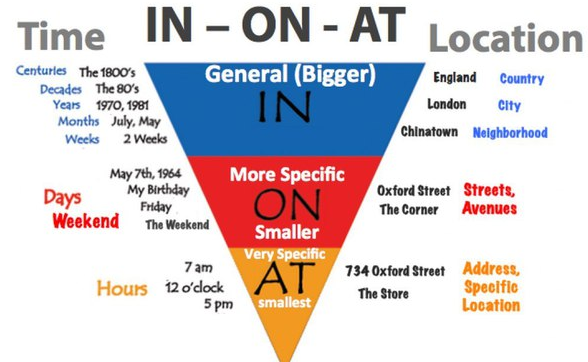 IN – ON - AT
Time
Location
General (Bigger)
IN
Centuries The 1800's
Decades The 80's
Years 1970, 1981
Months July, May
Weeks 2 Weeks
England Country
London City
Chinatown Neighborhood
More Specific
ON
Smaller
Days
Weekend
May 7th, 1964
My Birthday
Friday
The Weekend
Oxford Street
The Corner
Streets,
Avenues
Very Specific
AT
smallest
Hours
7 am
12 o'clock
5 pm
734 Oxford Street
The Store
Address,
Specific
Location